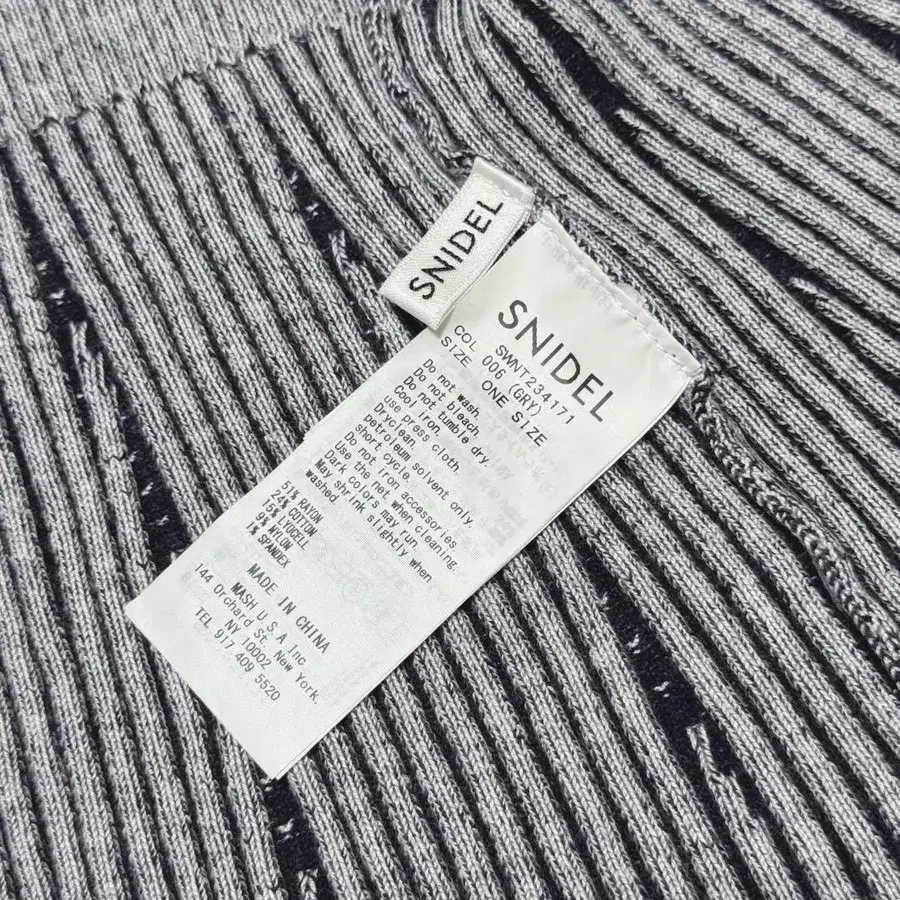 SNIDEL
SNIDEL
SWNT234171
COL 006 (GRY)
SIZE ONE SIZE
Do not wash.
Do not bleach.
Do not tumble dry.
Cool iron,
use press cloth.
Dryclean,
petroleum solvent only.
short cycle.
Do not iron accessories.
Use the net when cleaning.
Dark colors may run.
May shrink slightly when
washed
51% RAYON
24% COTTON
15% LYOCELL
9% NYLON
1% SPANDEX
MADE IN CHINA
MASH U S A Inc.
144 Orchard St. New York.
NY 10002
TEL 917 409 5520